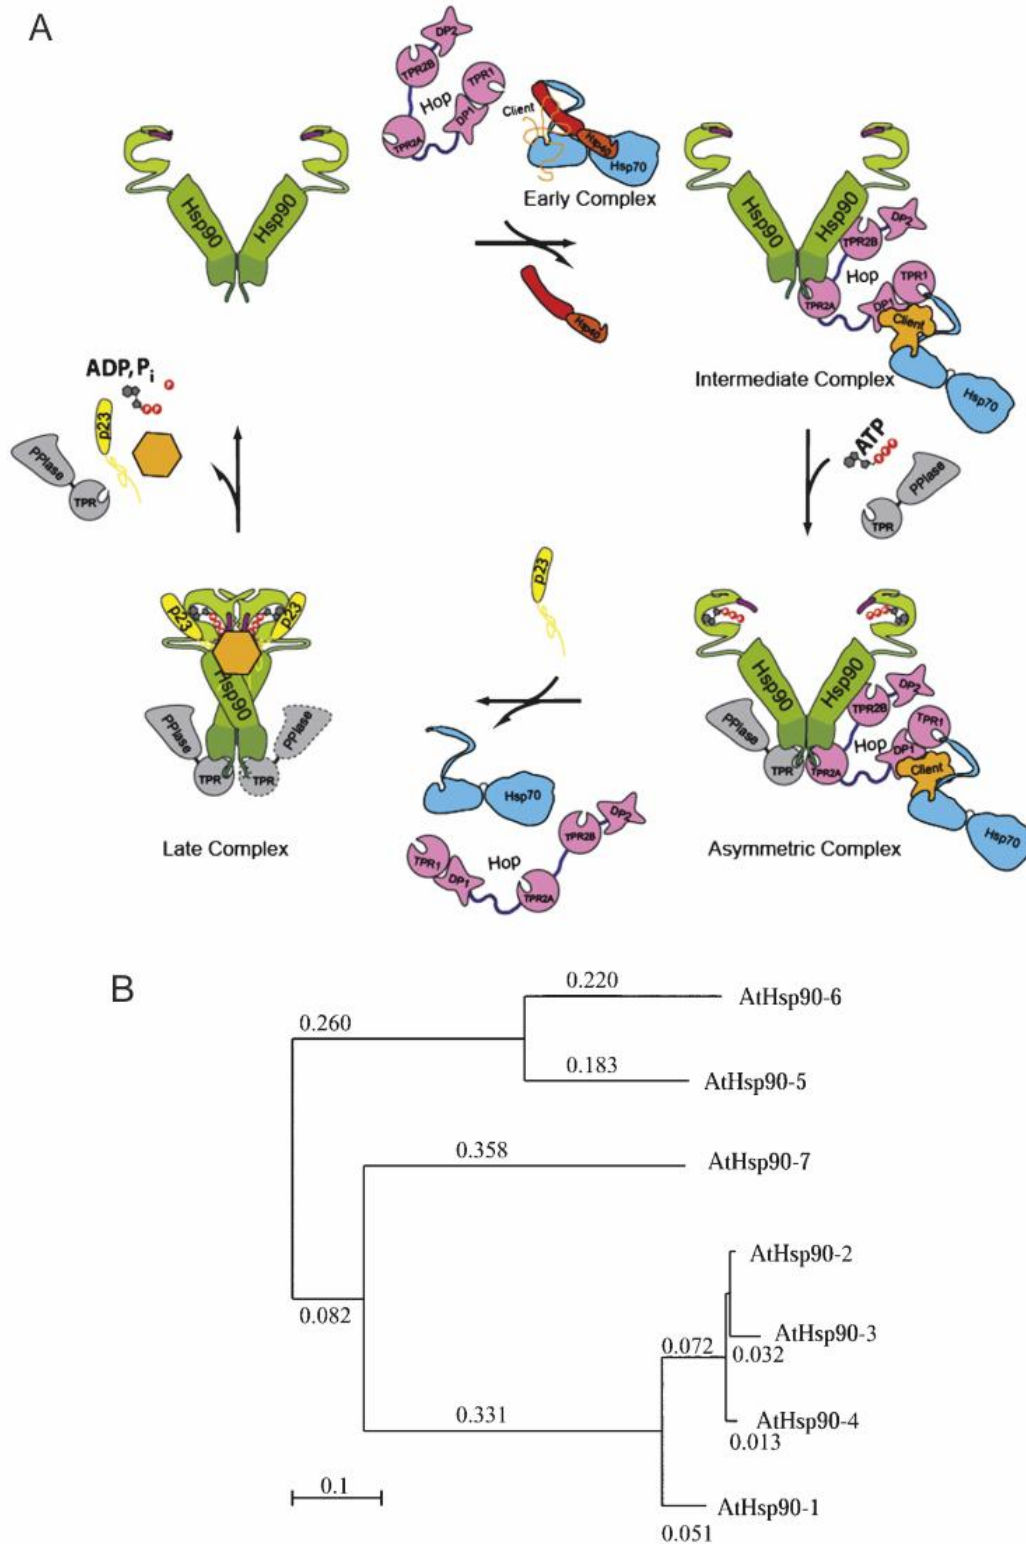 A
DP2
TPR2B
TPR1
Hop
DP1
TPR2A
Client
Hsp40
Hsp70
Early Complex
Hsp90
Hsp90
Hsp40
Hsp90
Hsp90
DP2
TPR2B
Hop
TPR1
TPR2A
DP1
Client
Hsp70
Intermediate Complex
ADP, Pi
p23
PPIase
TPR
ATP
PPIase
TPR
p23
p23
p23
Hsp90
PPIase
PPIase
TPR
TPR
Late Complex
Hsp70
TPR2B
DP2
TPR1
Hop
DP1
TPR2A
Hsp90
Hsp90
DP2
TPR2B
PPIase
TPR1
Hop
DP1
TPR
TPR2A
Client
Hsp70
Asymmetric Complex
B
0.220
AtHsp90-6
0.260
0.183
AtHsp90-5
0.358
AtHsp90-7
AtHsp90-2
0.082
AtHsp90-3
0.072
0.032
0.331
AtHsp90-4
0.013
0.1
AtHsp90-1
0.051